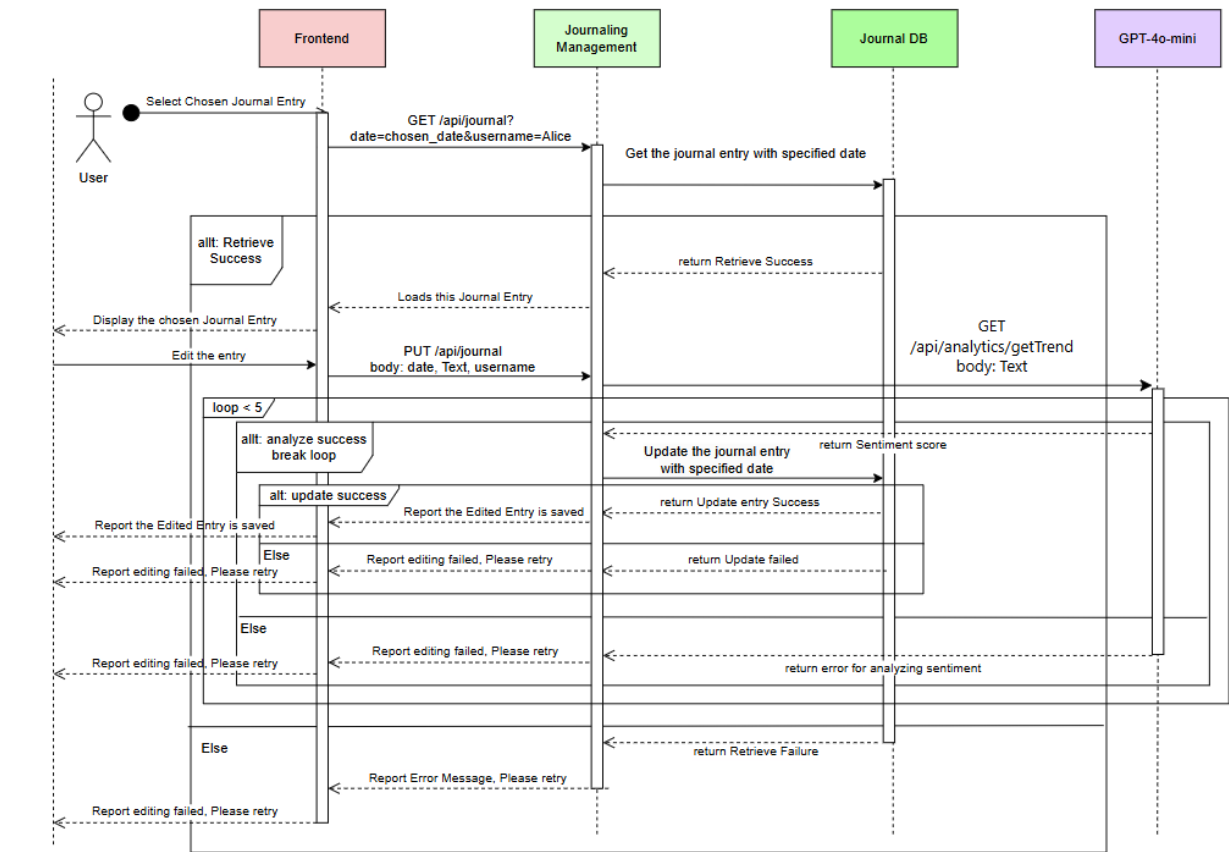 Frontend
Journaling
Management
Journal DB
GPT-4o-mini
Select Chosen Journal Entry
User
GET /api/journal?
date=chosen_date&username=Alice
Get the journal entry with specified date
allt: Retrieve
Success
return Retrieve Success
Loads this Journal Entry
Display the chosen Journal Entry
Edit the entry
PUT /api/journal
body: date, Text, username
GET
/api/analytics/getTrend
body: Text
loop < 5
allt: analyze success
break loop
return Sentiment score
Update the journal entry
with specified date
alt: update success
return Update entry Success
Report the Edited Entry is saved
Report the Edited Entry is saved
Else
return Update failed
Report editing failed, Please retry
Report editing failed, Please retry
Else
return error for analyzing sentiment
Report editing failed, Please retry
Report editing failed, Please retry
Else
return Retrieve Failure
Report Error Message, Please retry
Report editing failed, Please retry